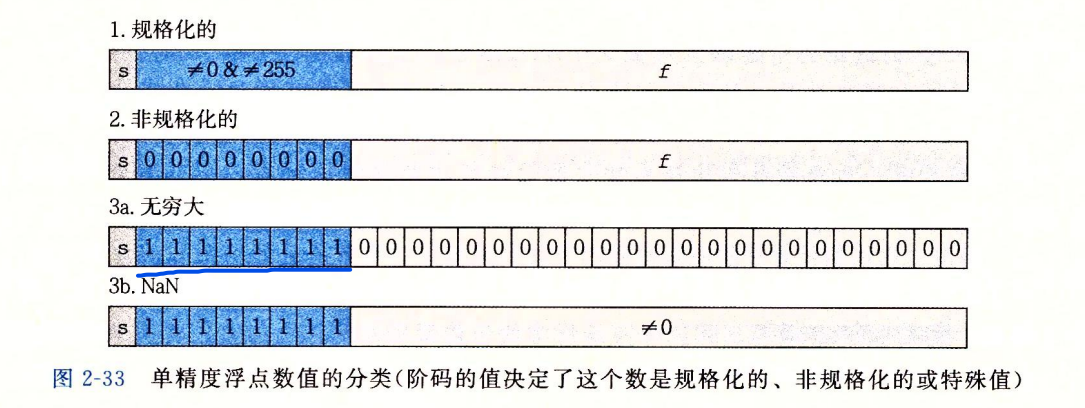 1. 规格化的
s ≠0 & ≠255 f
2. 非规格化的
s 0 0 0 0 0 0 0 0 f
3a. 无穷大
s 1 1 1 1 1 1 1 1 0 0 0 0 0 0 0 0 0 0 0 0 0 0 0 0 0 0 0 0 0 0 0
3b. NaN
s 1 1 1 1 1 1 1 1 ≠0
图 2-33 单精度浮点数值的分类(阶码的值决定了这个数是规格化的、非规格化的或特殊值)